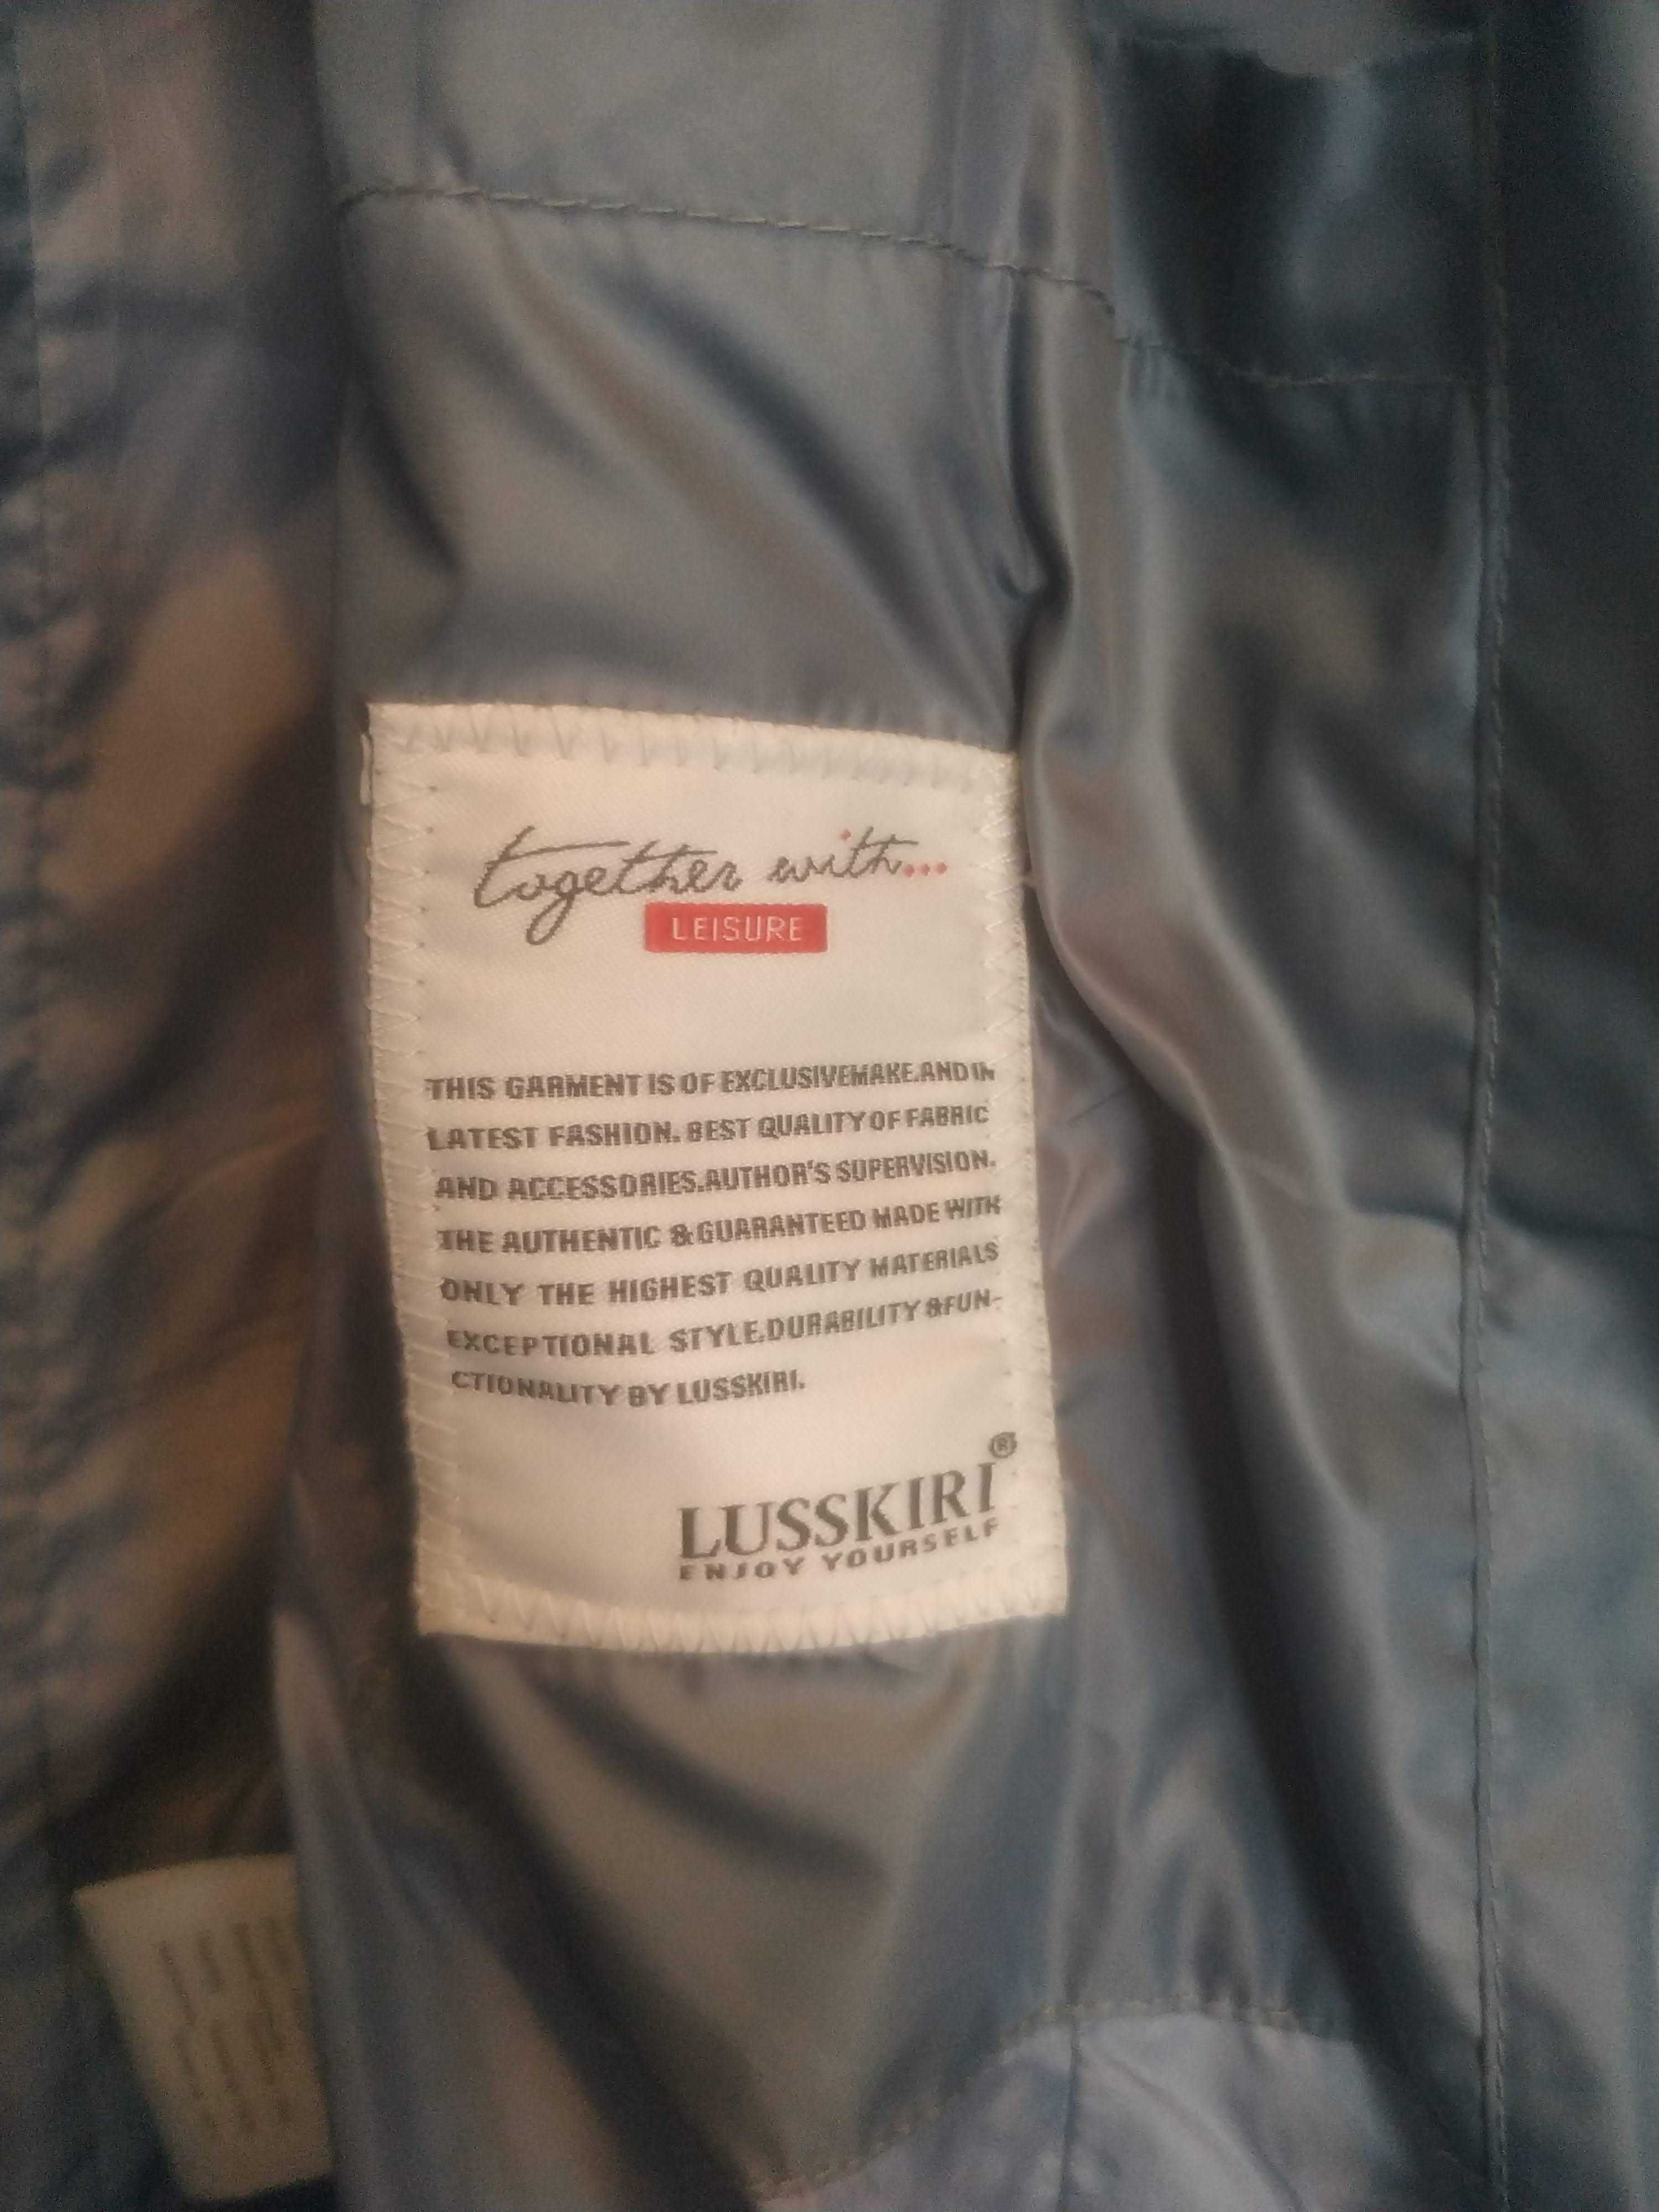 together with...
LEISURE
THIS GARMENT IS OF EXCLUSIVEMAKE.AND IN
LATEST FASHION. BEST QUALITY OF FABRIC
AND ACCESSORIES.AUTHOR'S SUPERVISION.
THE AUTHENTIC & GUARANTEED MADE WITH
ONLY THE HIGHEST QUALITY MATERIALS
EXCEPTIONAL STYLE.DURABILITY &FUN-
CTIONALITY BY LUSSKIRI.
LUSSKIRI®
ENJOY YOURSELF